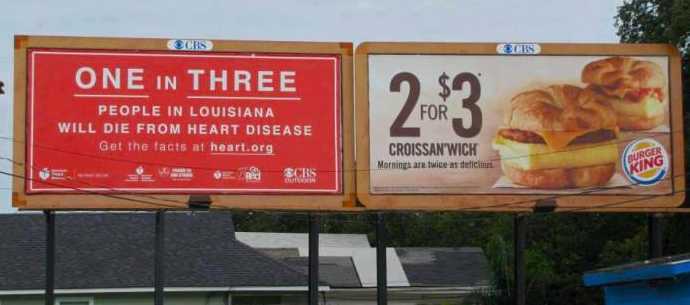 CBS
ONE IN THREE
PEOPLE IN LOUISIANA
WILL DIE FROM HEART DISEASE
Get the facts at heart.org
CBS
OUTDOOR
CBS
2 FOR $3*
CROISSAN'WICH
Mornings are twice as delicious.
BURGER
KING